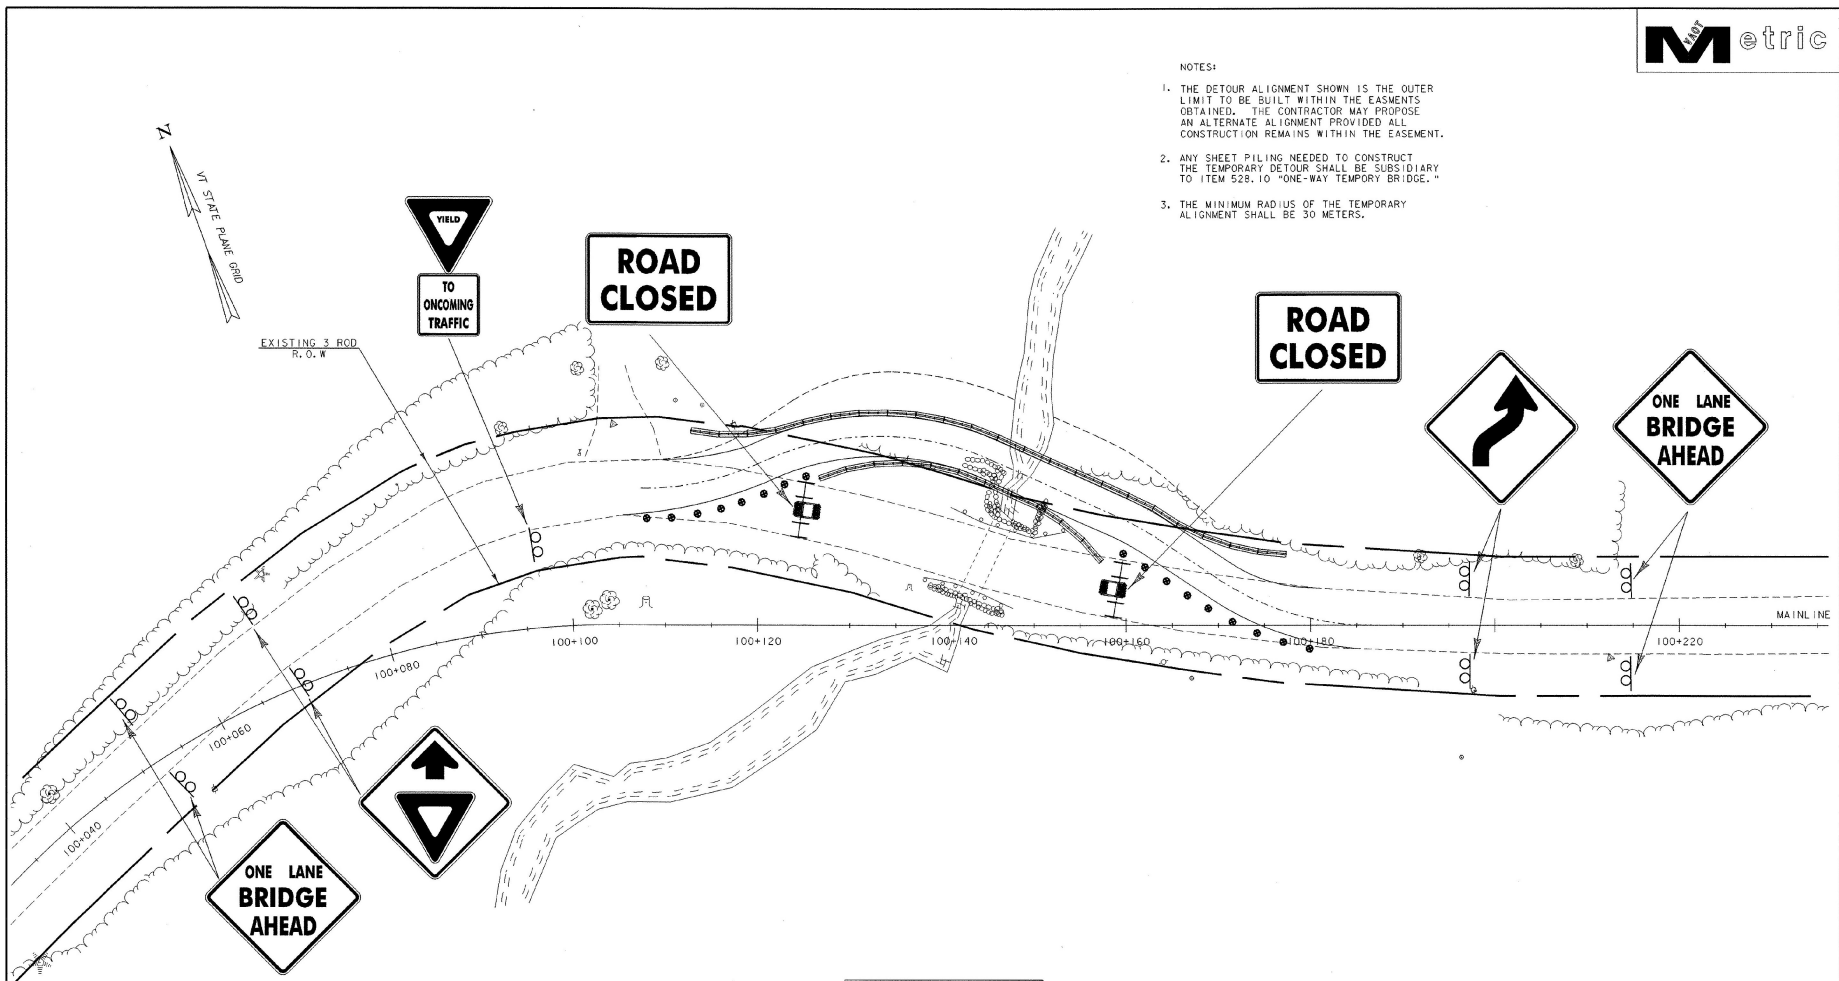 VAOT
Metric
NOTES:
1. THE DETOUR ALIGNMENT SHOWN IS THE OUTER
LIMIT TO BE BUILT WITHIN THE EASMENTS
OBTAINED. THE CONTRACTOR MAY PROPOSE
AN ALTERNATE ALIGNMENT PROVIDED ALL
CONSTRUCTION REMAINS WITHIN THE EASEMENT.
2. ANY SHEET PILING NEEDED TO CONSTRUCT
THE TEMPORARY DETOUR SHALL BE SUBSIDIARY
TO ITEM 528.10 "ONE-WAY TEMPORY BRIDGE."
3. THE MINIMUM RADIUS OF THE TEMPORARY
ALIGNMENT SHALL BE 30 METERS.
N
VT STATE PLANE GRID
YIELD
TO
ONCOMING
TRAFFIC
ROAD
CLOSED
EXISTING 3 ROD
R.O.W
ROAD
CLOSED
ONE LANE
BRIDGE
AHEAD
MAINLINE
100+040
100+060
100+080
100+100
100+120
100+140
100+160
100+180
100+220
ONE LANE
BRIDGE
AHEAD